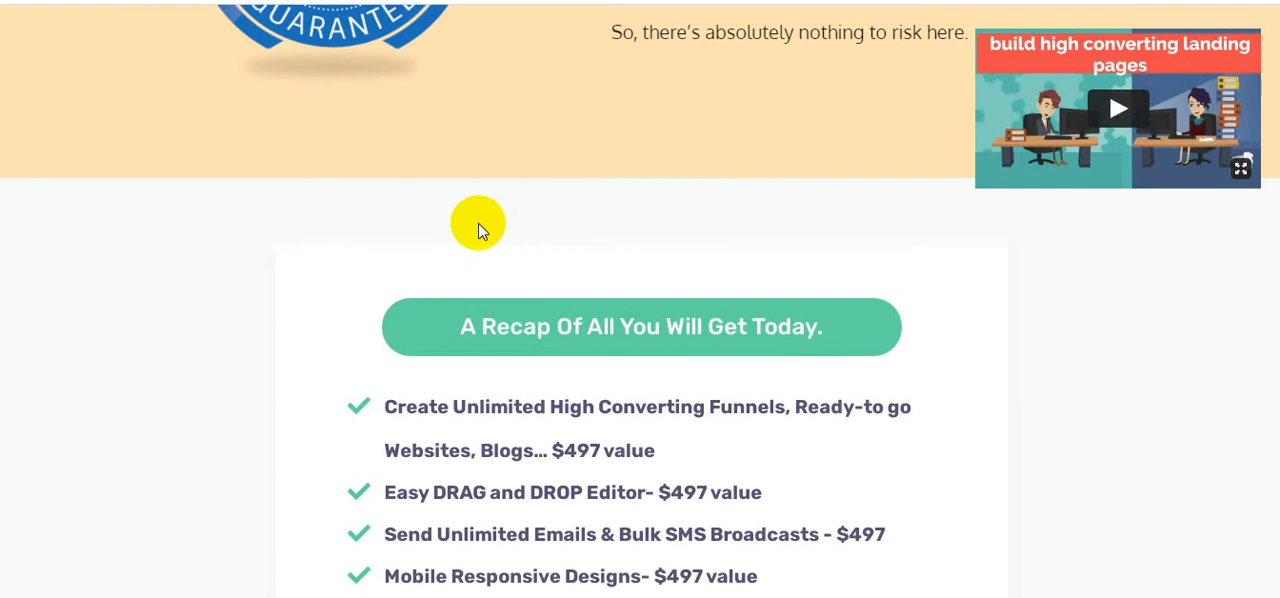 GUARANTEE
So, there's absolutely nothing to risk here.
build high converting landing
pages
A Recap Of All You Will Get Today.
Create Unlimited High Converting Funnels, Ready-to go
Websites, Blogs... $497 value
Easy DRAG and DROP Editor- $497 value
Send Unlimited Emails & Bulk SMS Broadcasts - $497
Mobile Responsive Designs- $497 value